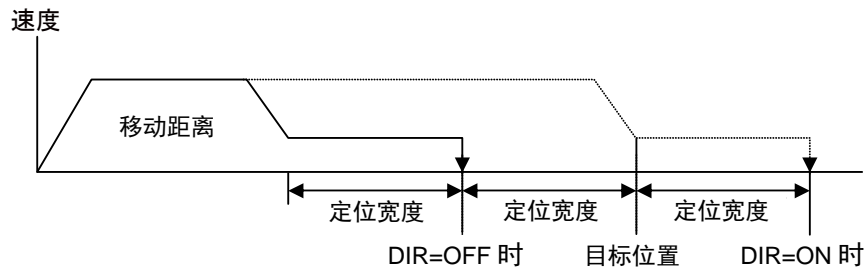 速度
移动距离
定位宽度 定位宽度 定位宽度
DIR=OFF 时 目标位置 DIR=ON 时